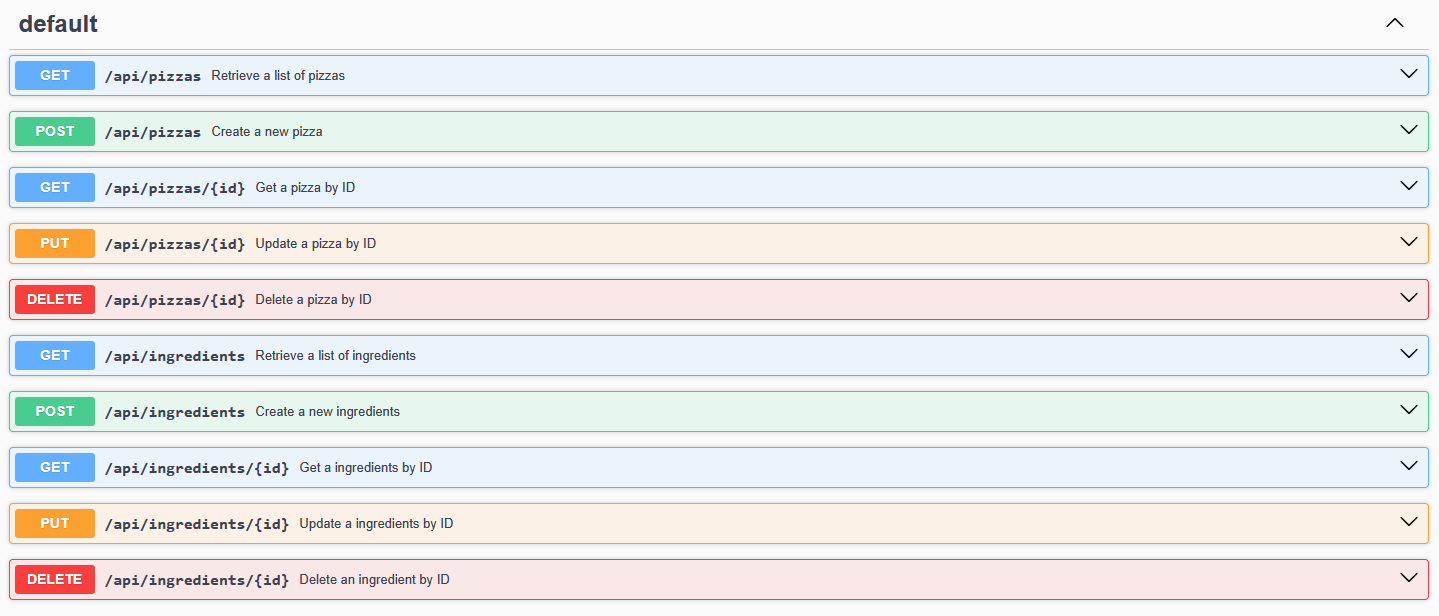 default
GET /api/pizzas Retrieve a list of pizzas
POST /api/pizzas Create a new pizza
GET /api/pizzas/{id} Get a pizza by ID
PUT /api/pizzas/{id} Update a pizza by ID
DELETE /api/pizzas/{id} Delete a pizza by ID
GET /api/ingredients Retrieve a list of ingredients
POST /api/ingredients Create a new ingredients
GET /api/ingredients/{id} Get a ingredients by ID
PUT /api/ingredients/{id} Update a ingredients by ID
DELETE /api/ingredients/{id} Delete an ingredient by ID